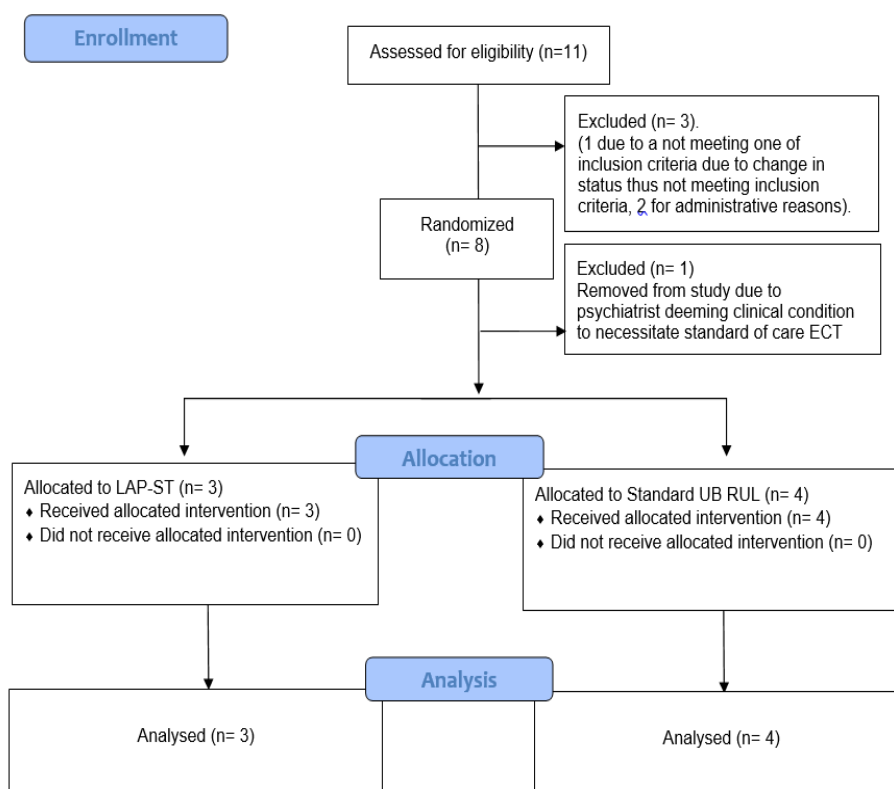 Enrollment
Assessed for eligibility (n=11)
Excluded (n= 3).
(1 due to a not meeting one of
inclusion criteria due to change in
status thus not meeting inclusion
criteria, 2 for administrative reasons).
Randomized
(n= 8)
Excluded (n= 1)
Removed from study due to
psychiatrist deeming clinical condition
to necessitate standard of care ECT
Allocation
Allocated to LAP-ST (n= 3)
♦ Received allocated intervention (n= 3)
♦ Did not receive allocated intervention (n= 0)
Allocated to Standard UB RUL (n= 4)
♦ Received allocated intervention (n= 4)
♦ Did not receive allocated intervention (n= 0)
Analysis
Analysed (n= 3)
Analysed (n= 4)